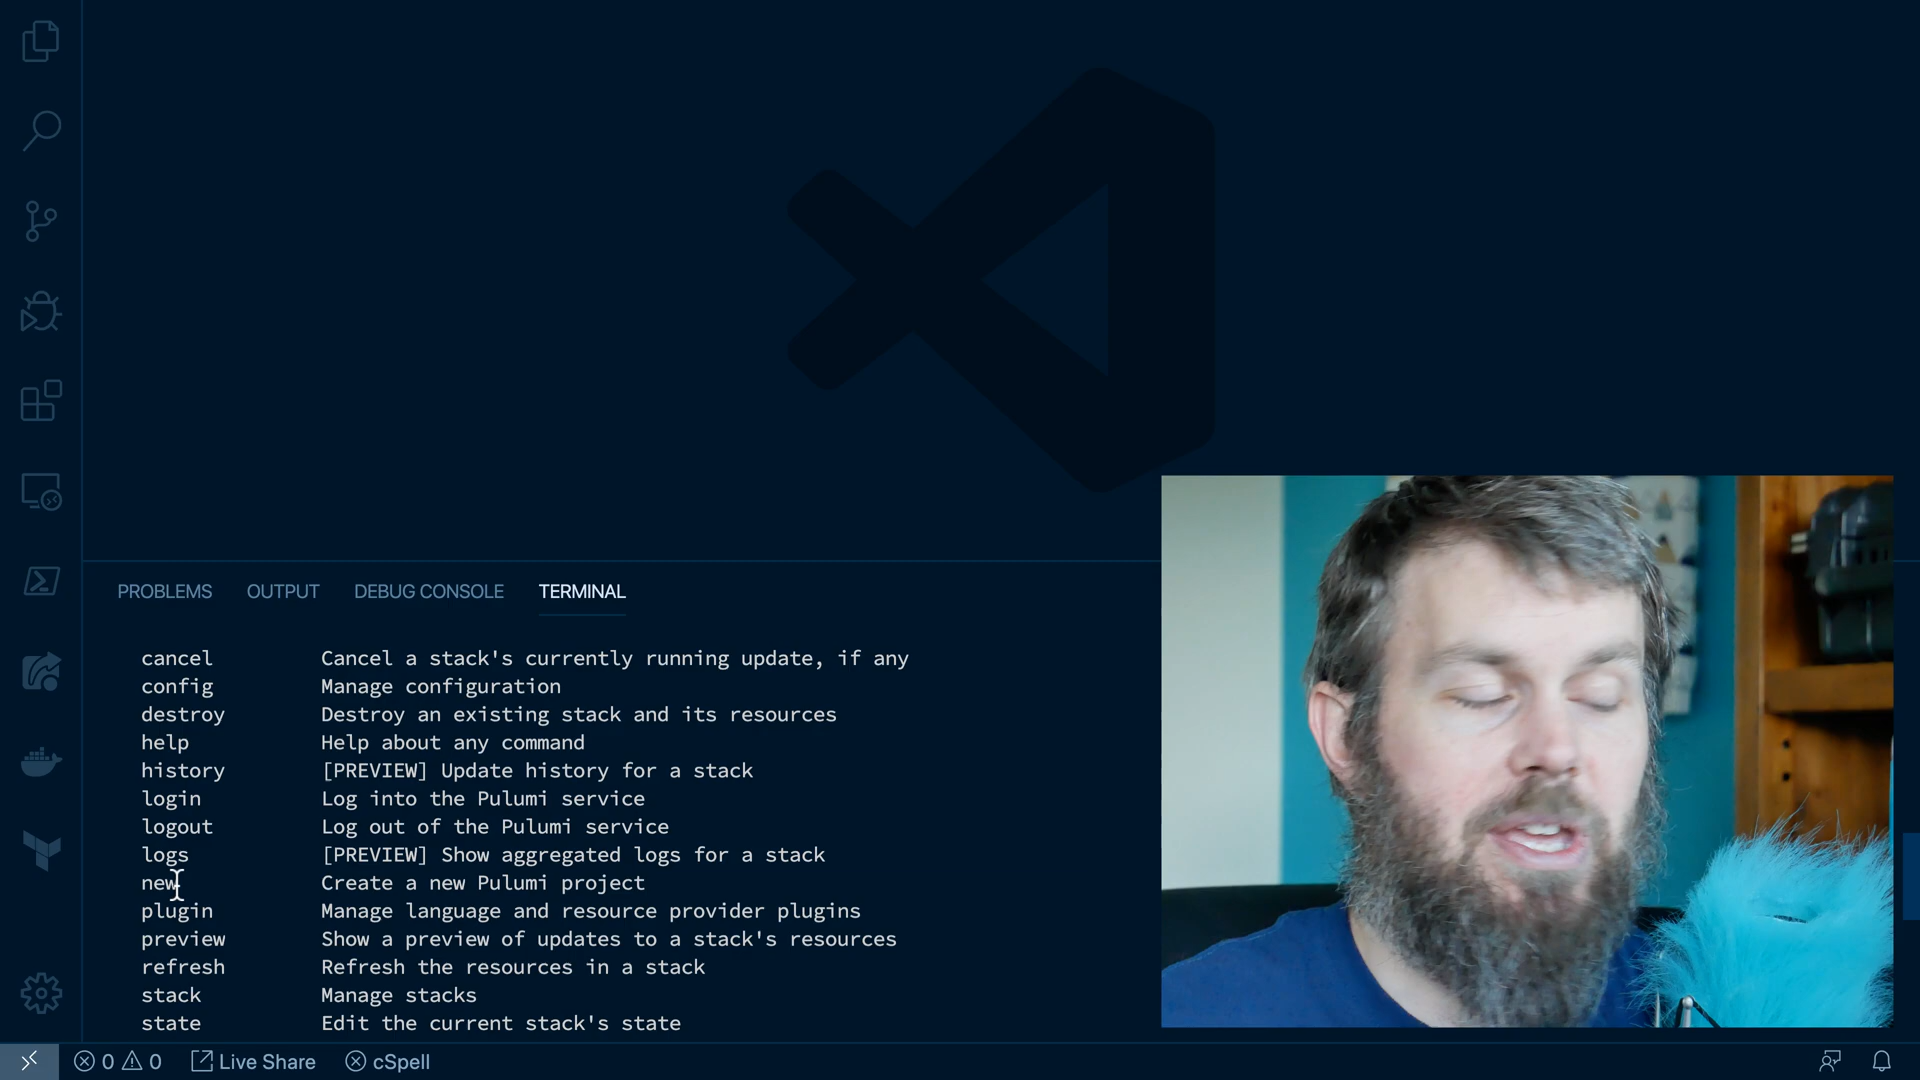 PROBLEMS OUTPUT DEBUG CONSOLE TERMINAL
cancel Cancel a stack's currently running update, if any
config Manage configuration
destroy Destroy an existing stack and its resources
help Help about any command
history [PREVIEW] Update history for a stack
login Log into the Pulumi service
logout Log out of the Pulumi service
logs [PREVIEW] Show aggregated logs for a stack
new Create a new Pulumi project
plugin Manage language and resource provider plugins
preview Show a preview of updates to a stack's resources
refresh Refresh the resources in a stack
stack Manage stacks
state Edit the current stack's state
0 0 Live Share cSpell